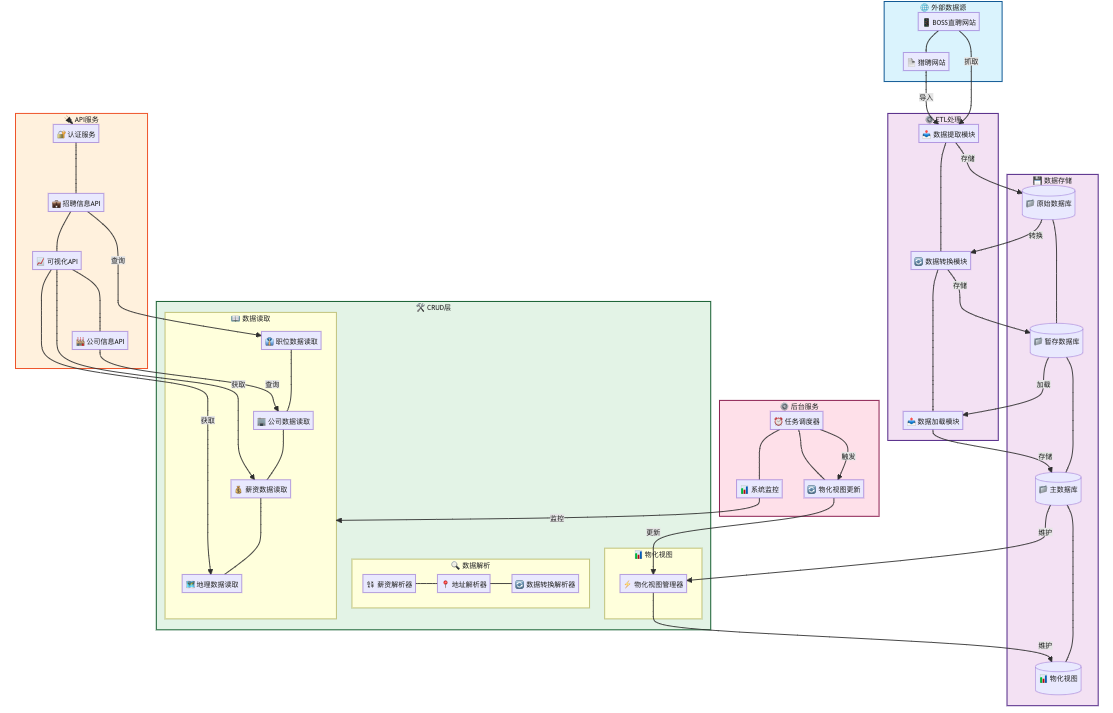 🌐 外部数据源
📱 BOSS直聘网站
📑 猎聘网站
抓取
导入
🔌 API服务
🔐 认证服务
💼 招聘信息API
📈 可视化API
🏭 公司信息API
查询
⚙️ ETL处理
📥 数据提取模块
存储
🔄 数据转换模块
存储
📤 数据加载模块
存储
💾 数据存储
原始数据库
转换
暂存数据库
加载
主数据库
维护
维护
📊 物化视图
🛠️ CRUD层
📖 数据读取
职位数据读取
获取
查询
🏢 公司数据读取
获取
💰 薪资数据读取
🗺️ 地理数据读取
⚙️ 后台服务
⏰ 任务调度器
触发
📊 系统监控
🔄 物化视图更新
监控
更新
🔍 数据解析
薪资解析器
📍 地址解析器
🔄 数据转换解析器
📊 物化视图
⚡ 物化视图管理器